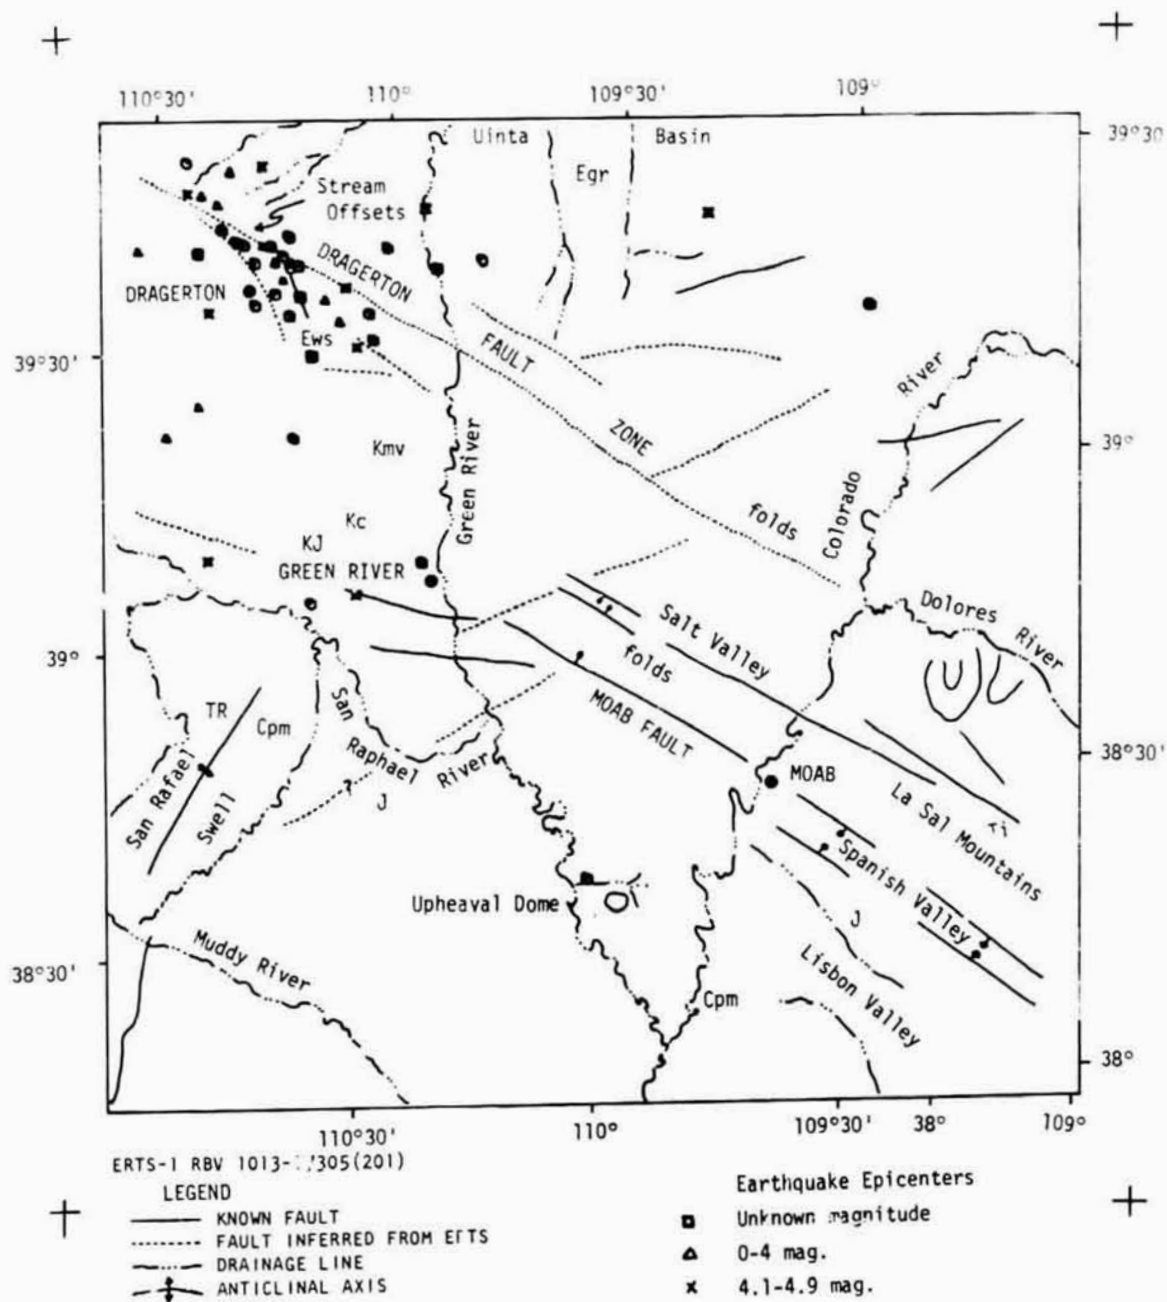 110°30'
110°
109°30'
109°
39°30
Uinta Basin
Egr
Stream
Offsets
DRAGERTON
DRAGERTON
FAULT
ZONE
Ews
39°30'
River
39°
Kmv
Green River
Colorado
folds
Kc
KJ
GREEN RIVER
Dolores River
Salt Valley
folds
39°
MOAB FAULT
TR
Cpm
San
Raphael
River
38°30'
MOAB
San Rafael
Swell
?
J
La Sal Mountains
Ti
Spanish Valley
Upheaval Dome
J
Muddy River
Lisbon Valley
38°30'
Cpm
38°
110°30'
110°
109°30'
38°
109°
LEGEND
KNOWN FAULT
FAULT INFERRED FROM
DRAINAGE LINE
ANTICLINAL AXIS
Earthquake Epicenters
Unknown magnitude
0-4 mag.
4.1-4.9 mag.